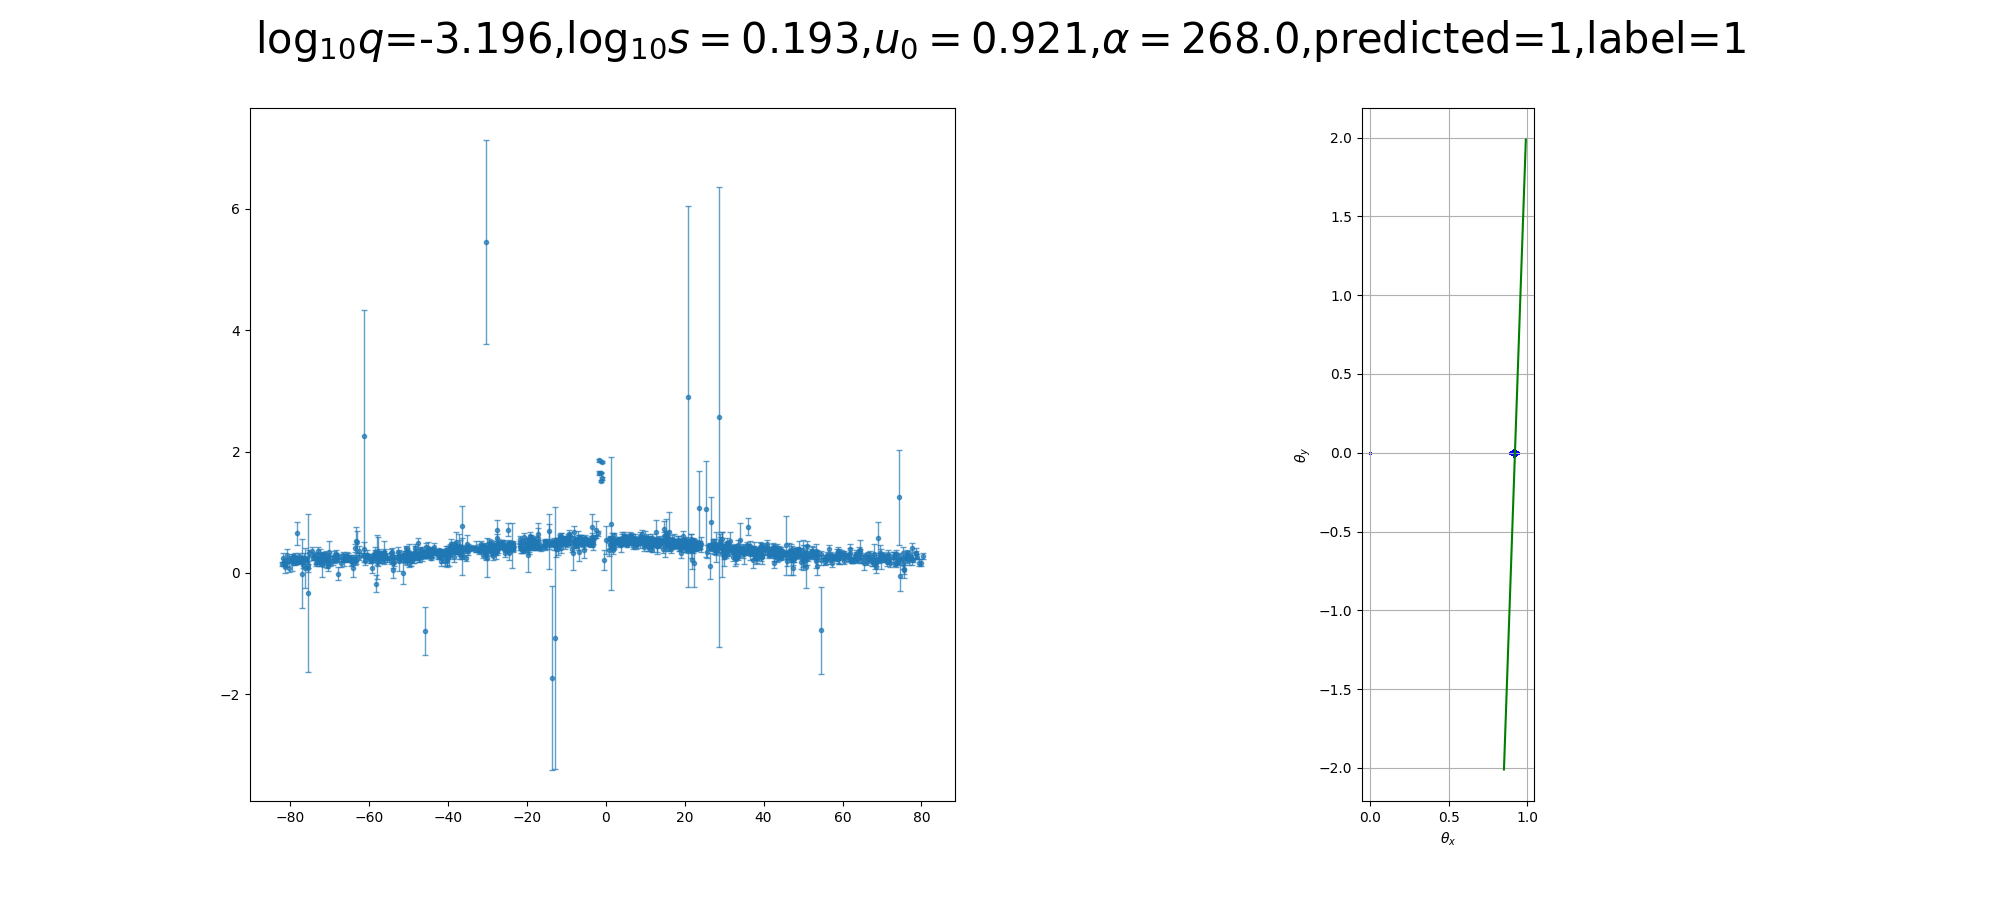 log₁₀q=-3.196,log₁₀s = 0.193,u₀ = 0.921,α = 268.0,predicted=1,label=1
6
4
2
0
−2
−80 −60 −40 −20 0 20 40 60 80
2.0
1.5
1.0
0.5
0.0
−0.5
−1.0
−1.5
−2.0
θy
0.0 0.5 1.0
θx